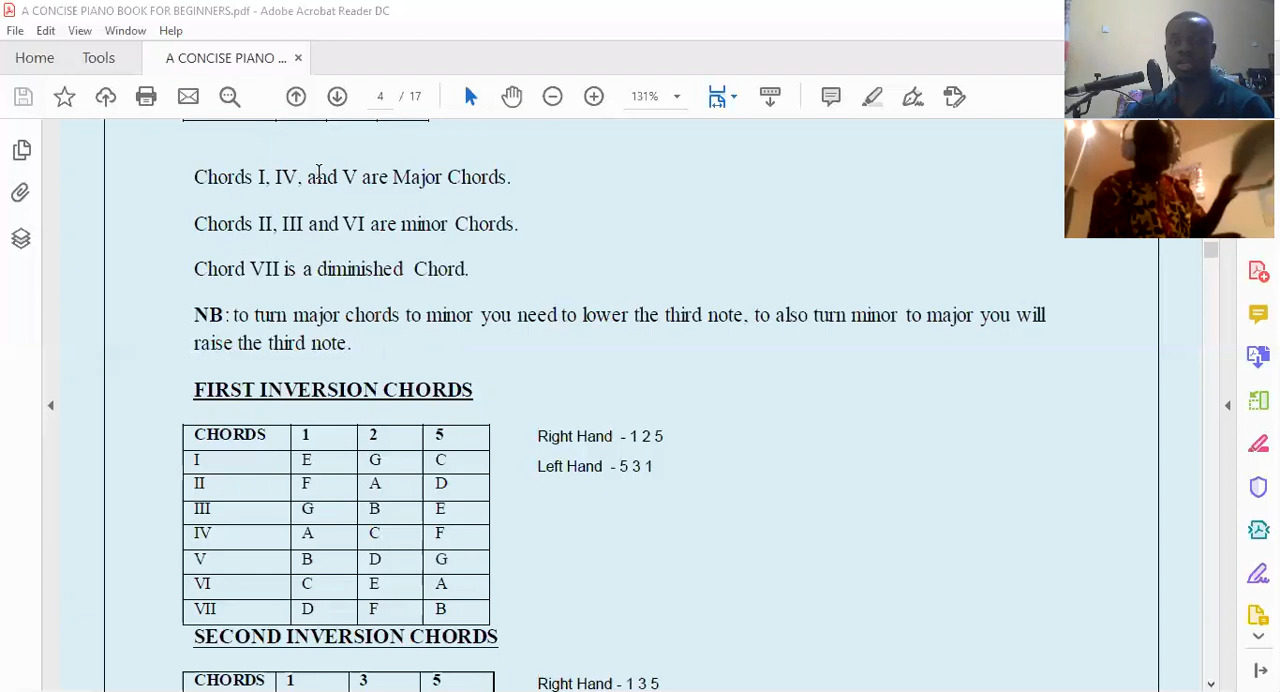 A CONCISE PIANO BOOK FOR BEGINNERS.pdf - Adobe Acrobat Reader DC
File Edit View Window Help
Home Tools A CONCISE PIANO ... ×
4 / 17 131%
Chords I, IV, and V are Major Chords.
Chords II, III and VI are minor Chords.
Chord VII is a diminished Chord.
NB: to turn major chords to minor you need to lower the third note, to also turn minor to major you will
raise the third note.
FIRST INVERSION CHORDS
CHORDS 1 2 5
I E G C
II F A D
III G B E
IV A C F
V B D G
VI C E A
VII D F B
Right Hand - 1 2 5
Left Hand - 5 3 1
SECOND INVERSION CHORDS
CHORDS 1 3 5
Right Hand - 1 3 5